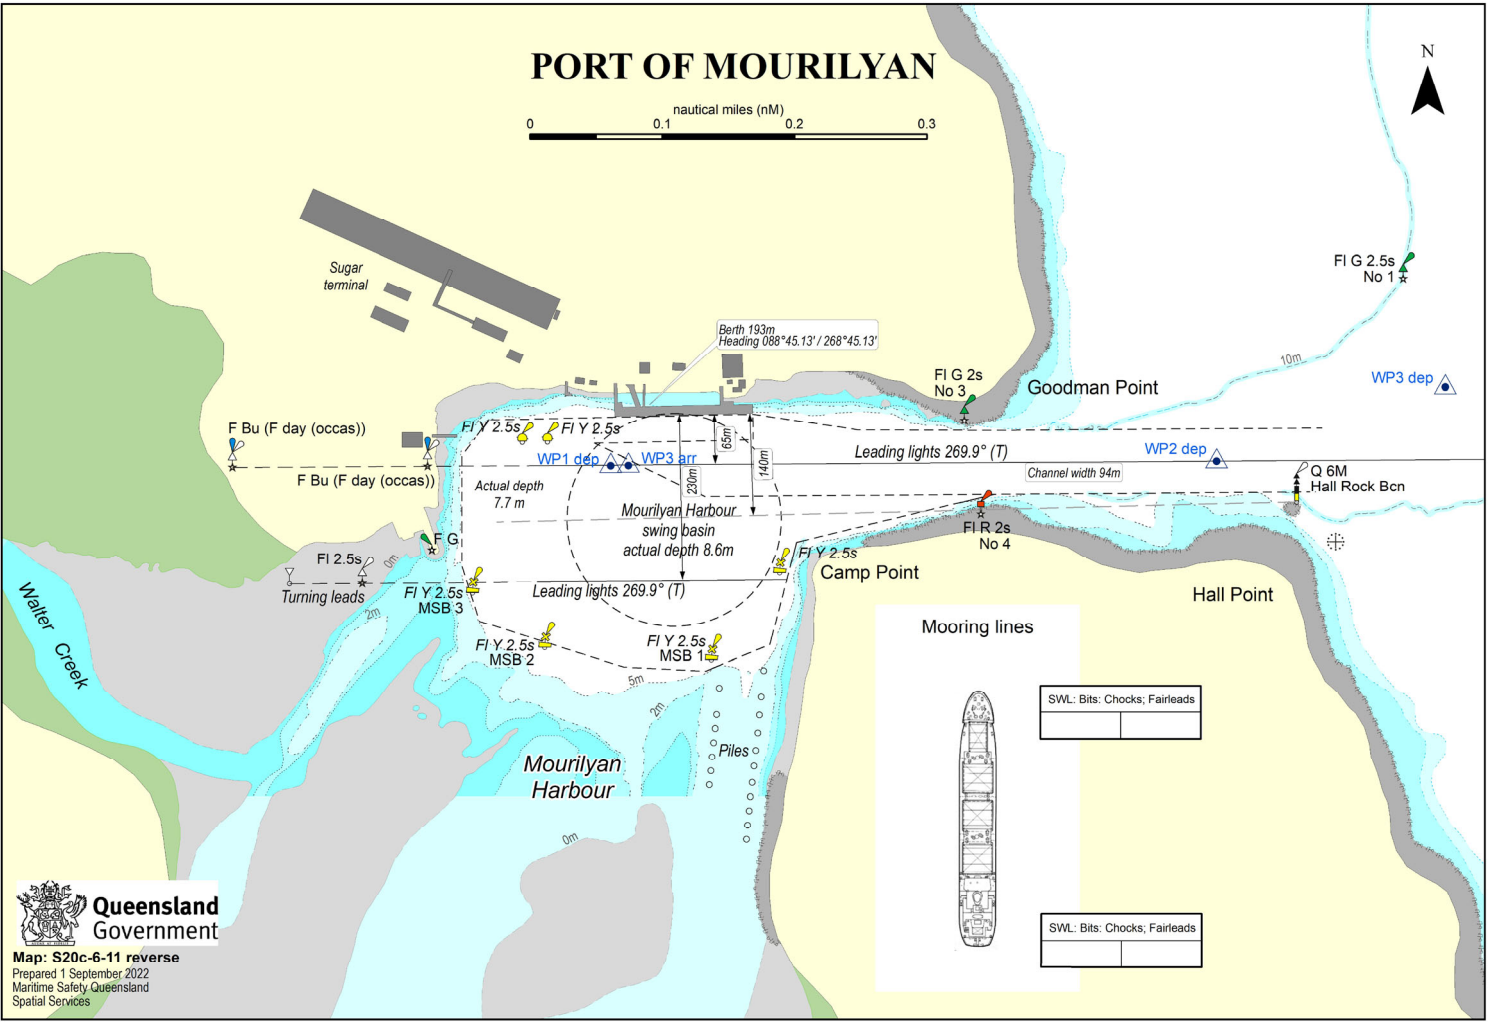 PORT OF MOURILYAN
nautical miles (nM)
0
0.1
0.2
0.3
N
Sugar
terminal
Berth 193m
Heading 088°45.13' / 268°45.13'
Fl G 2.5s
No 1
10m
WP3 dep
Fl G 2s
No 3
Goodman Point
F Bu (F day (occas))
Fl Y 2.5s
Fl Y 2.5s
65m
WP1 dep
WP3 arr
140m
Leading lights 269.9° (T)
WP2 dep
Channel width 94m
Q 6M
Hall Rock Bcn
F Bu (F day (occas))
Actual depth
7.7 m
230m
Mourilyan Harbour
swing basin
actual depth 8.6m
Fl R 2s
No 4
F G
Fl 2.5s
0m
Fl Y 2.5s
Camp Point
Turning leads
Fl Y 2.5s
MSB 3
Leading lights 269.9° (T)
Hall Point
2m
Walter
Creek
Fl Y 2.5s
MSB 2
Fl Y 2.5s
MSB 1
Mooring lines
5m
2m
SWL: Bits: Chocks; Fairleads
Piles
Mourilyan
Harbour
0m
SWL: Bits: Chocks; Fairleads
Queensland
Government
Map: S20c-6-11 reverse
Prepared 1 September 2022
Maritime Safety Queensland
Spatial Services